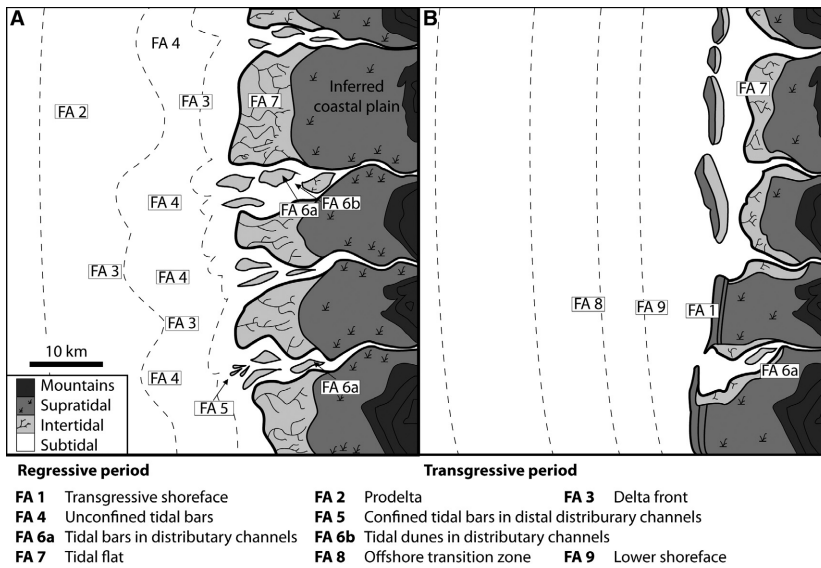 A
B
FA 4
FA 2
FA 3
FA 7
Inferred
coastal plain
FA 7
FA 4
FA 6a
FA 6b
FA 3
FA 4
FA 3
FA 8
FA 9
FA 1
10 km
FA 4
FA 5
FA 6a
FA 6a
Mountains
Supratidal
Intertidal
Subtidal
Regressive period
Transgressive period
FA 1 Transgressive shoreface
FA 2 Prodelta
FA 3 Delta front
FA 4 Unconfined tidal bars
FA 5 Confined tidal bars in distal distriburary channels
FA 6a Tidal bars in distributary channels
FA 6b Tidal dunes in distributary channels
FA 7 Tidal flat
FA 8 Offshore transition zone
FA 9 Lower shoreface